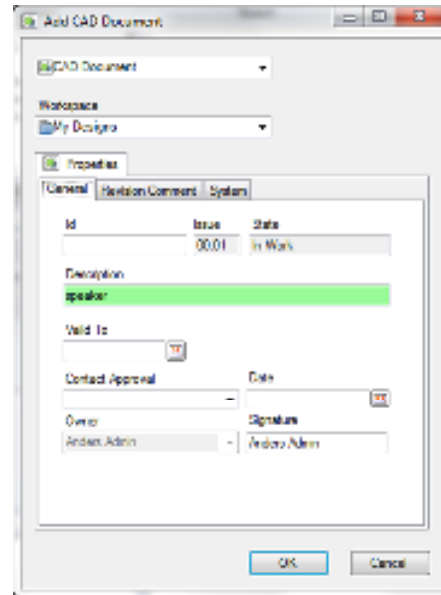 Add CAD Document
CAD Document
Workspace
My Designs
Properties
General Revision Comment System
Id Issue State
00.01 In Work
Description
speaker
Valid To
Contact Approval Date
Owner Signature
Anders Admin Anders Admin
OK Cancel